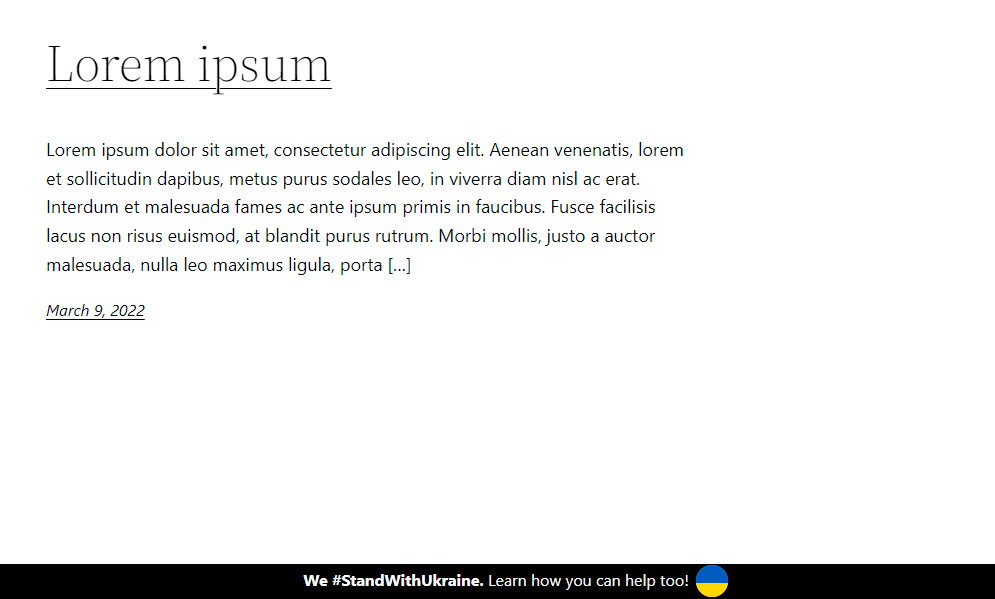 Lorem ipsum
Lorem ipsum dolor sit amet, consectetur adipiscing elit. Aenean venenatis, lorem
et sollicitudin dapibus, metus purus sodales leo, in viverra diam nisl ac erat.
Interdum et malesuada fames ac ante ipsum primis in faucibus. Fusce facilisis
lacus non risus euismod, at blandit purus rutrum. Morbi mollis, justo a auctor
malesuada, nulla leo maximus ligula, porta […]
March 9, 2022
We #StandWithUkraine. Learn how you can help too!